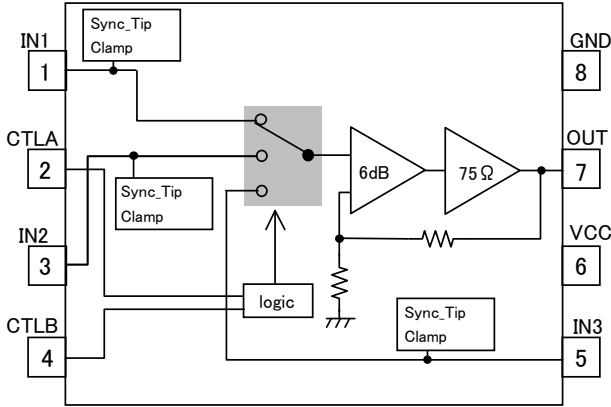 Sync_Tip
Clamp
IN1
1
GND
8
CTLA
2
6dB
75Ω
OUT
7
Sync_Tip
Clamp
IN2
3
VCC
6
logic
Sync_Tip
Clamp
CTLB
4
IN3
5